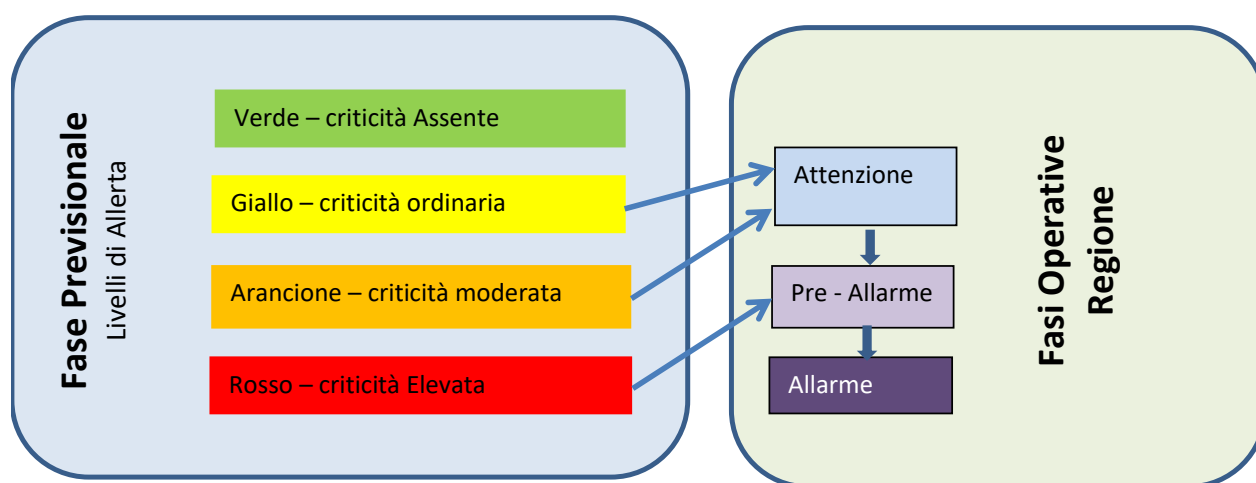 Fase Previsionale
Livelli di Allerta
Verde – criticità Assente
Giallo – criticità ordinaria
Arancione – criticità moderata
Rosso – criticità Elevata
Attenzione
Pre - Allarme
Allarme
Fasi Operative
Regione